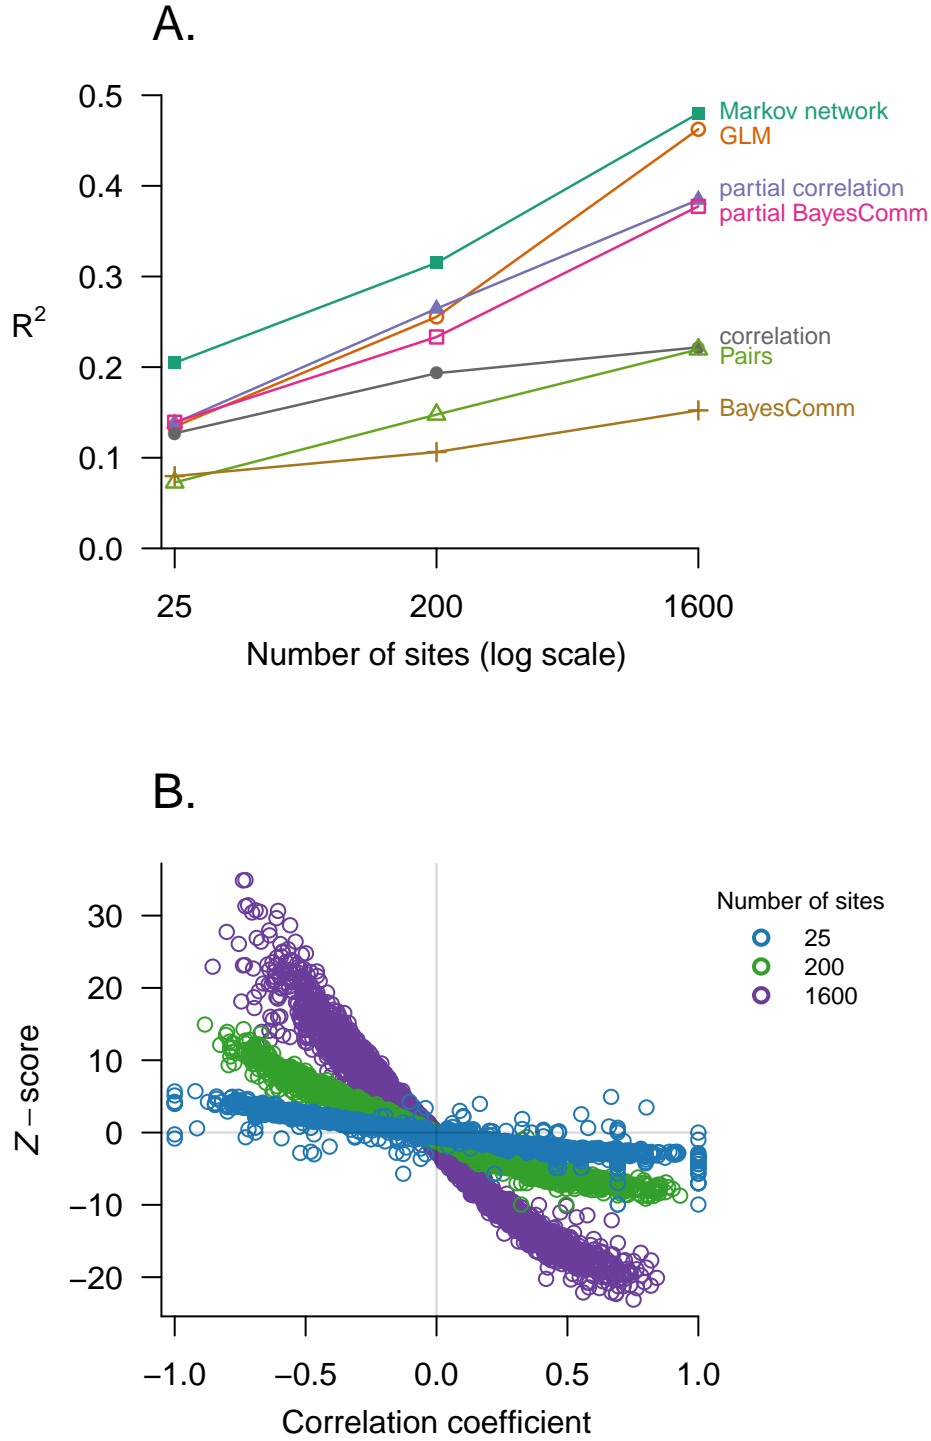 A.
0.5
0.4
0.3
0.2
0.1
0.0
R²
Markov network
GLM
partial correlation
partial BayesComm
correlation
Pairs
BayesComm
25 200 1600
Number of sites (log scale)
B.
30
20
10
0
−10
−20
Z − score
Number of sites
25
200
1600
−1.0 −0.5 0.0 0.5 1.0
Correlation coefficient